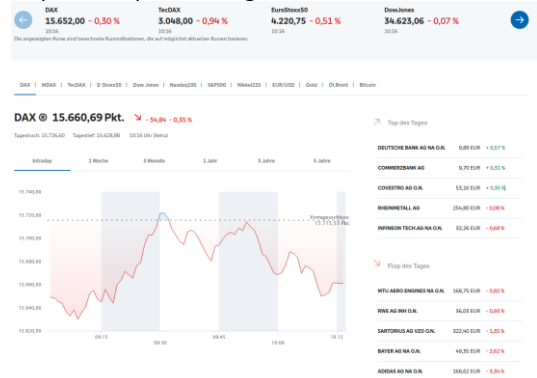 DAX
15.652,00 - 0,30 %
10:16
TecDAX
3.048,00 - 0,94 %
10:16
EuroStoxx50
4.220,75 - 0,51 %
10:16
DowJones
34.623,06 - 0,07 %
10:16
Die angezeigten Kurse sind berechnete Kursindikationen, die auf möglichst aktuellen Kursen basieren.
DAX | MDAX | TecDAX | E-Stoxx50 | Dow Jones | Nasdaq100 | S&P500 | Nikkei225 | EUR/USD | Gold | Öl Brent | Bitcoin
DAX ® 15.660,69 Pkt. - 54,84 - 0,35 %
Tageshoch: 15.726,60 Tagestief: 15.628,88 10:16 Uhr (Xetra)
Intraday 1 Woche 3 Monate 1 Jahr 3 Jahre 5 Jahre
15.740,00
15.720,00
15.700,00
15.680,00
15.660,00
15.640,00
15.620,00
Vortagesschluss:
15.715,53 Pkt.
09:15 09:30 09:45 10:00 10:15
Top des Tages
DEUTSCHE BANK AG NA O.N. 9,89 EUR + 0,57 %
COMMERZBANK AG 9,70 EUR + 0,51 %
COVESTRO AG O.N. 53,16 EUR + 0,30 %
RHEINMETALL AG 254,80 EUR - 0,08 %
INFINEON TECH.AG NA O.N. 32,26 EUR - 0,68 %
Flop des Tages
MTU AERO ENGINES NA O.N. 168,75 EUR - 0,82 %
RWE AG INH O.N. 36,03 EUR - 0,93 %
SARTORIUS AG VZO O.N. 322,40 EUR - 1,35 %
BAYER AG NA O.N. 49,35 EUR - 2,62 %
ADIDAS AG NA O.N. 168,62 EUR - 3,34 %